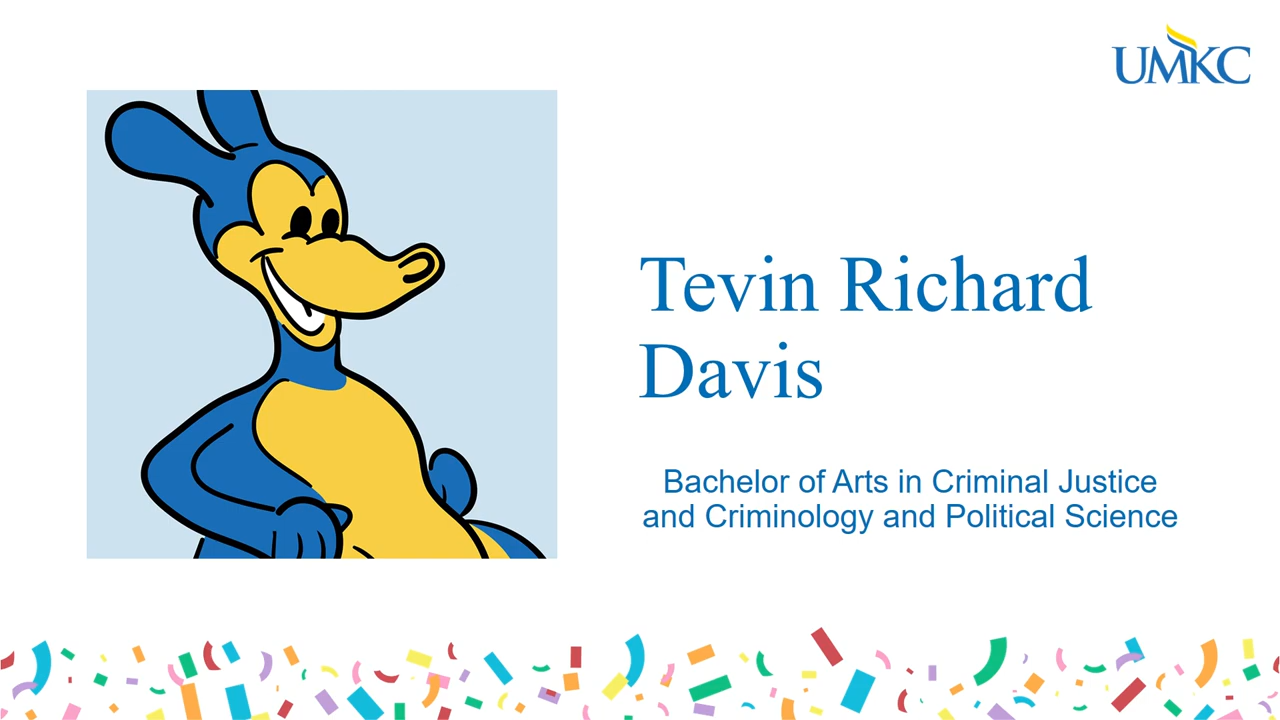 UMKC
Tevin Richard
Davis
Bachelor of Arts in Criminal Justice
and Criminology and Political Science